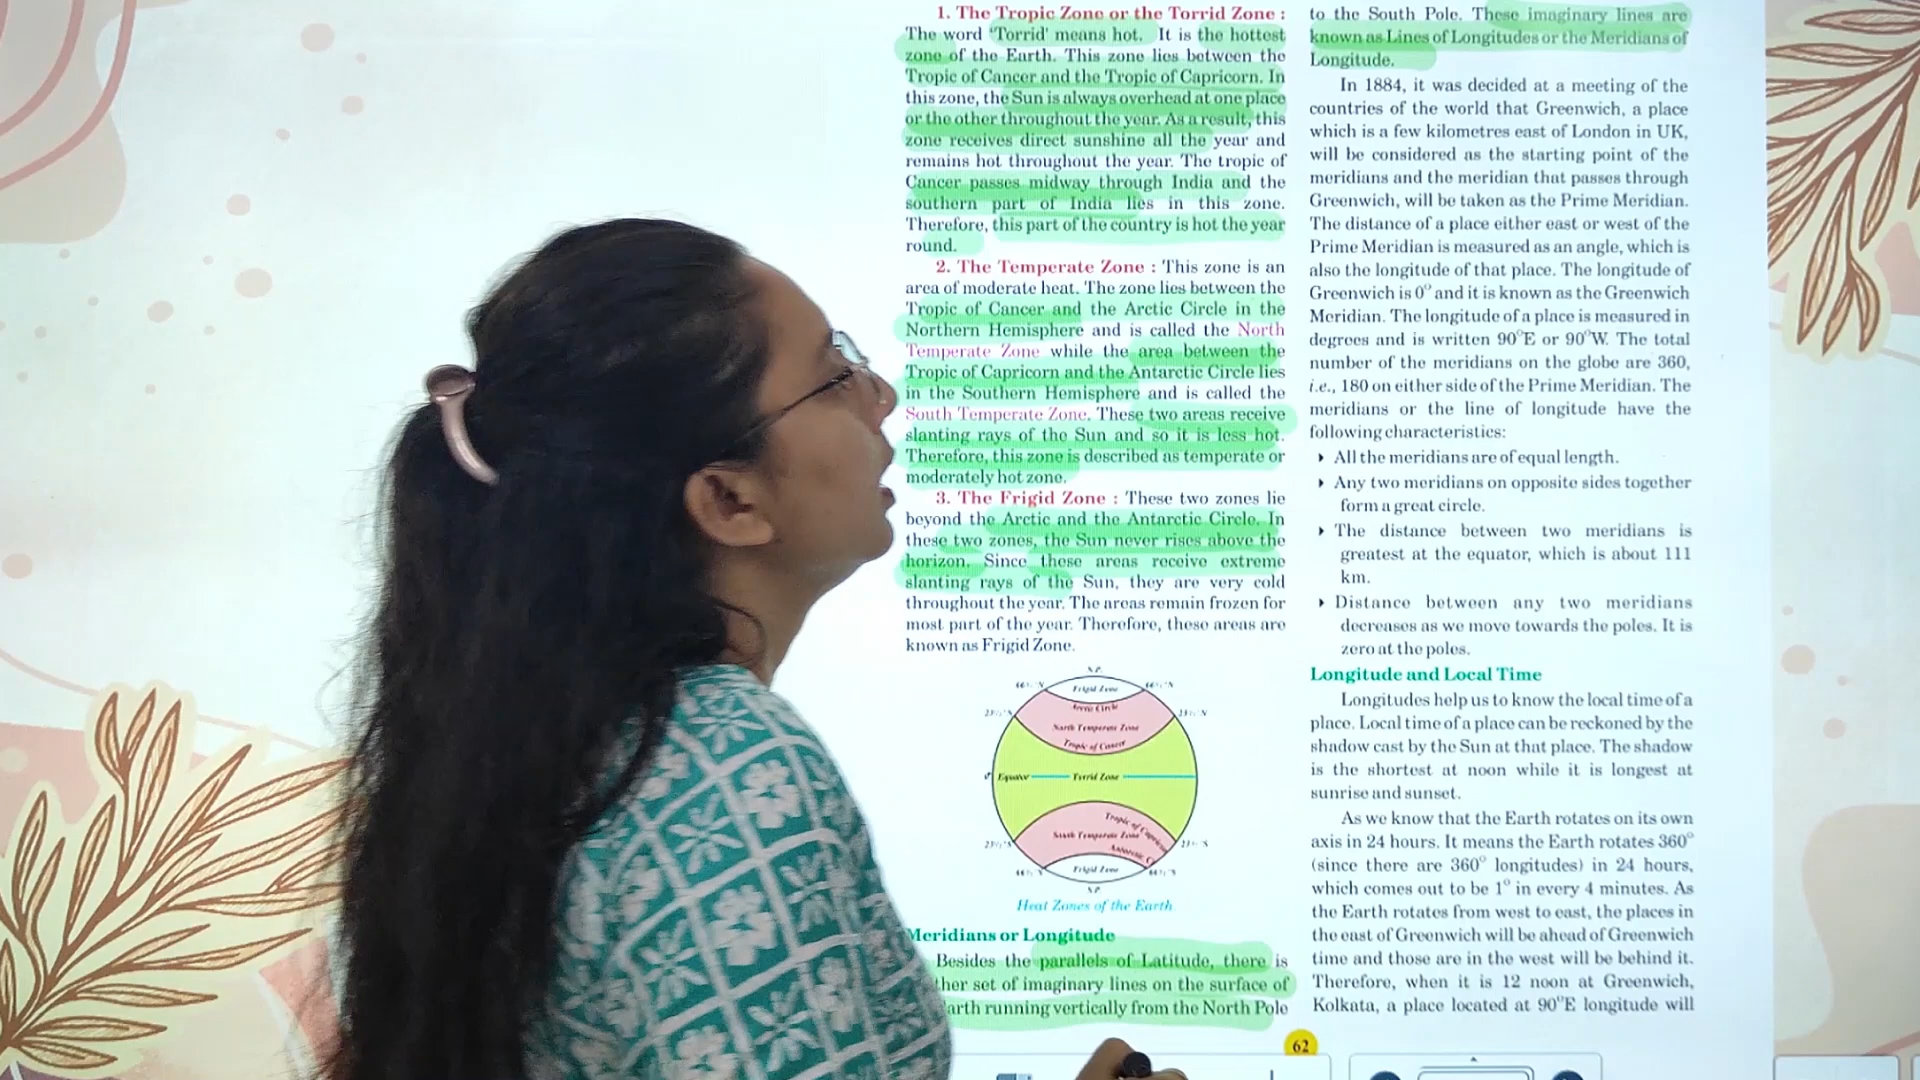 1. The Tropic Zone or the Torrid Zone :
The word 'Torrid' means hot. It is the hottest
zone of the Earth. This zone lies between the
Tropic of Cancer and the Tropic of Capricorn. In
this zone, the Sun is always overhead at one place
or the other throughout the year. As a result, this
zone receives direct sunshine all the year and
remains hot throughout the year. The tropic of
Cancer passes midway through India and the
southern part of India lies in this zone.
Therefore, this part of the country is hot the year
round.
2. The Temperate Zone : This zone is an
area of moderate heat. The zone lies between the
Tropic of Cancer and the Arctic Circle in the
Northern Hemisphere and is called the North
Temperate Zone while the area between the
Tropic of Capricorn and the Antarctic Circle lies
in the Southern Hemisphere and is called the
South Temperate Zone. These two areas receive
slanting rays of the Sun and so it is less hot.
Therefore, this zone is described as temperate or
moderately hot zone.
3. The Frigid Zone : These two zones lie
beyond the Arctic and the Antarctic Circle. In
these two zones, the Sun never rises above the
horizon. Since these areas receive extreme
slanting rays of the Sun, they are very cold
throughout the year. The areas remain frozen for
most part of the year. Therefore, these areas are
known as Frigid Zone.
N.P.
66½°N Frigid Zone 66½°N
Arctic Circle
23½°N 23½°N
North Temperate Zone
Tropic of Cancer
0° Equator Torrid Zone
Tropic of Capricorn
South Temperate Zone
23½°S 23½°S
Frigid Zone
S.P.
Heat Zones of the Earth
Meridians or Longitude
Besides the parallels of Latitude, there is
her set of imaginary lines on the surface of
arth running vertically from the North Pole
to the South Pole. These imaginary lines are
known as Lines of Longitudes or the Meridians of
Longitude.
In 1884, it was decided at a meeting of the
countries of the world that Greenwich, a place
which is a few kilometres east of London in UK,
will be considered as the starting point of the
meridians and the meridian that passes through
Greenwich, will be taken as the Prime Meridian.
The distance of a place either east or west of the
Prime Meridian is measured as an angle, which is
also the longitude of that place. The longitude of
Greenwich is 0° and it is known as the Greenwich
Meridian. The longitude of a place is measured in
degrees and is written 90°E or 90°W. The total
number of the meridians on the globe are 360,
i.e., 180 on either side of the Prime Meridian. The
meridians or the line of longitude have the
following characteristics:
All the meridians are of equal length.
Any two meridians on opposite sides together
form a great circle.
The distance between two meridians is
greatest at the equator, which is about 111
km.
Distance between any two meridians
decreases as we move towards the poles. It is
zero at the poles.
Longitude and Local Time
Longitudes help us to know the local time of a
place. Local time of a place can be reckoned by the
shadow cast by the Sun at that place. The shadow
is the shortest at noon while it is longest at
sunrise and sunset.
As we know that the Earth rotates on its own
axis in 24 hours. It means the Earth rotates 360°
(since there are 360° longitudes) in 24 hours,
which comes out to be 1° in every 4 minutes. As
the Earth rotates from west to east, the places in
the east of Greenwich will be ahead of Greenwich
time and those are in the west will be behind it.
Therefore, when it is 12 noon at Greenwich,
Kolkata, a place located at 90°E longitude will
62